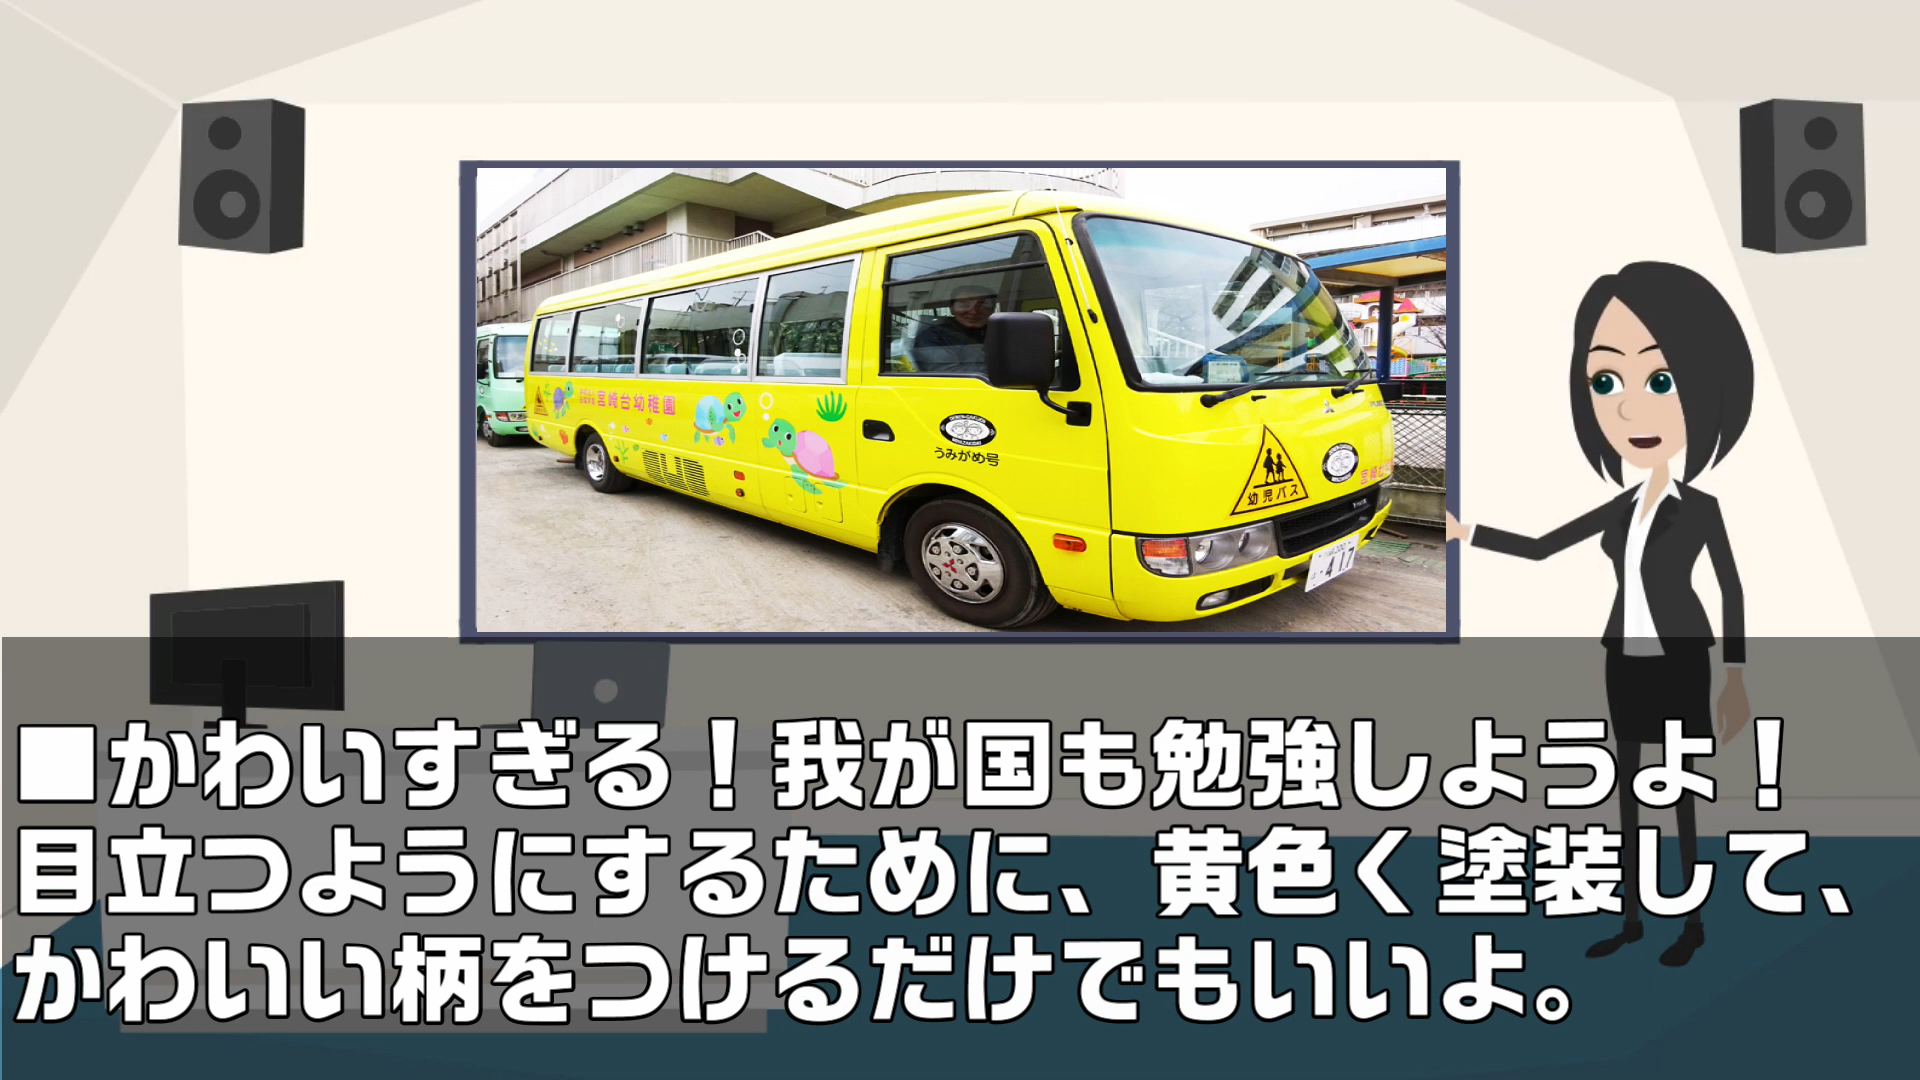 宮崎台幼稚園
うみがめ号
幼児バス
417
■かわいすぎる！我が国も勉強しようよ！
目立つようにするために、黄色く塗装して、
かわいい柄をつけるだけでもいいよ。